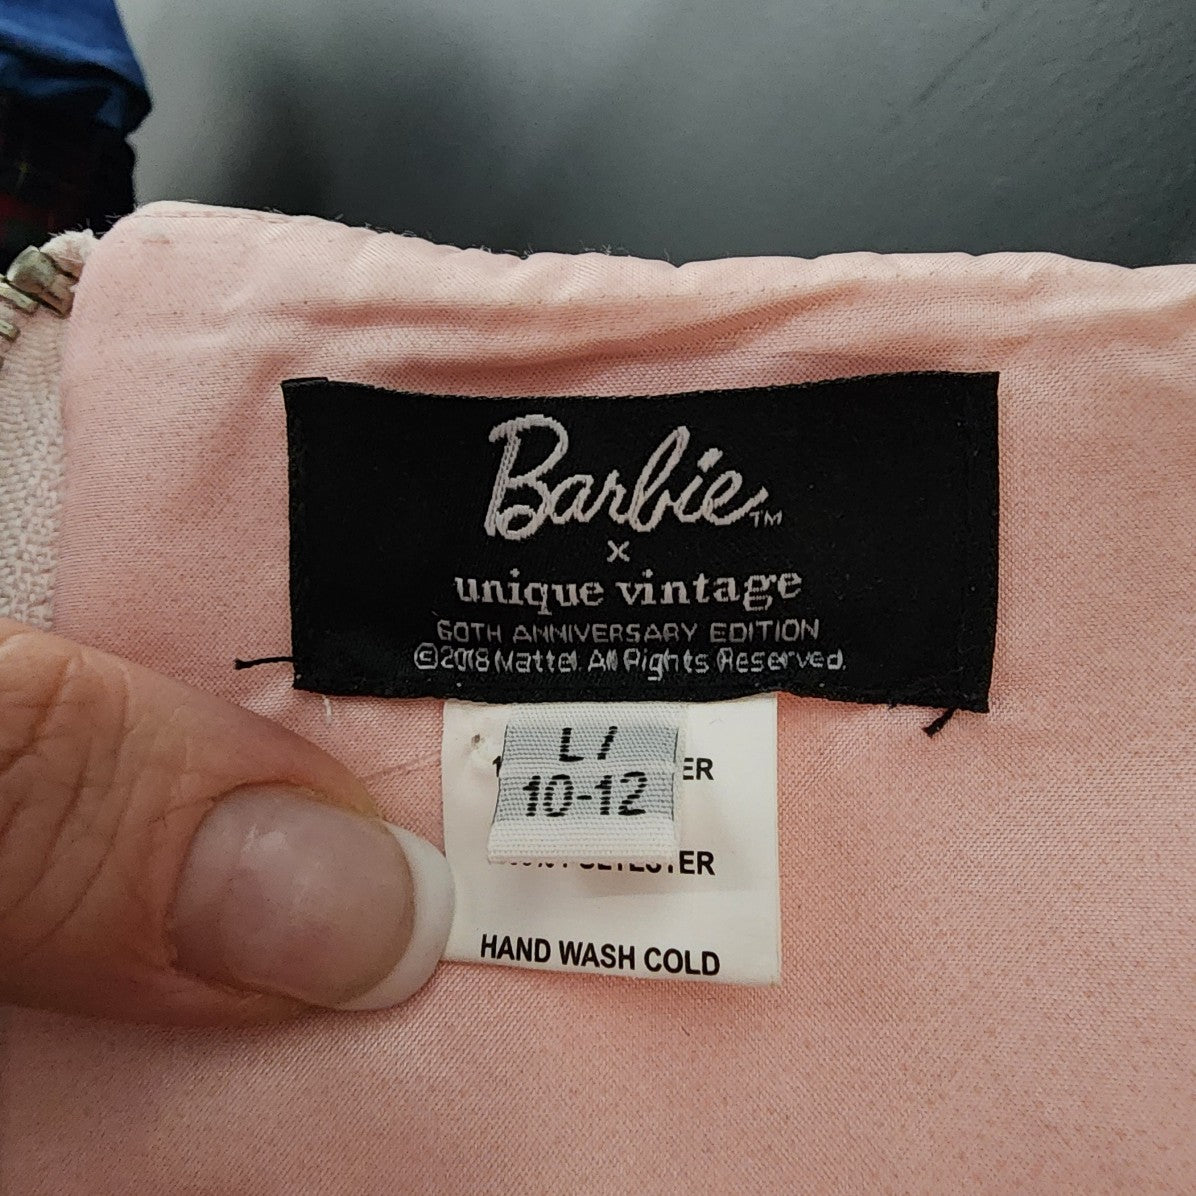 Barbie™
x
unique vintage
60TH ANNIVERSARY EDITION
©2018 Mattel. All Rights Reserved.
L/
10-12
HAND WASH COLD